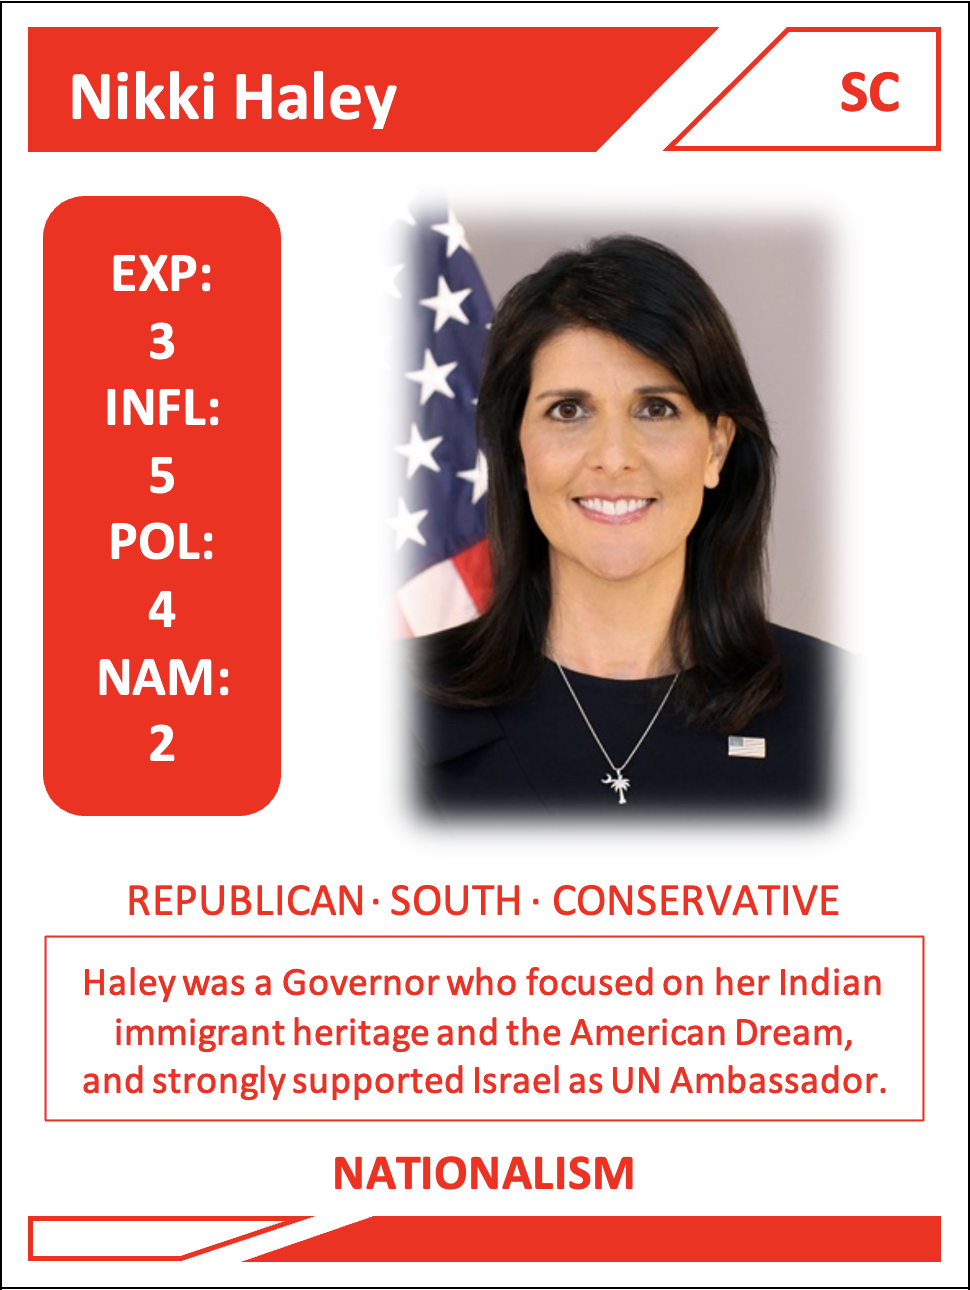 Nikki Haley
SC
EXP:
3
INFL:
5
POL:
4
NAM:
2
REPUBLICAN · SOUTH · CONSERVATIVE
Haley was a Governor who focused on her Indian
immigrant heritage and the American Dream,
and strongly supported Israel as UN Ambassador.
NATIONALISM